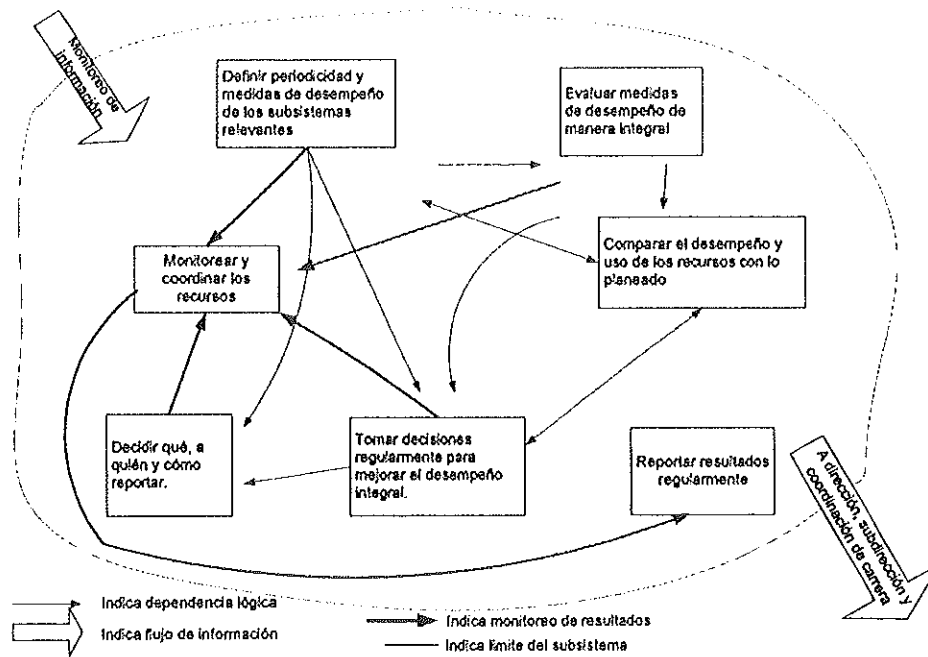 Monitoreo de
información
Definir periodicidad y
medidas de desempeño
de los subsistemas
relevantes
Evaluar medidas
de desempeño de
manera integral
Monitorear y
coordinar los
recursos
Comparar el desempeño y
uso de los recursos con lo
planeado
Decidir qué, a
quién y cómo
reportar.
Tomar decisiones
regularmente para
mejorar el desempeño
integral.
Reportar resultados
regularmente
A dirección, subdirección y
coordinación de carrera
Indica dependencia lógica
Indica flujo de información
Indica monitoreo de resultados
Indica límite del subsistema